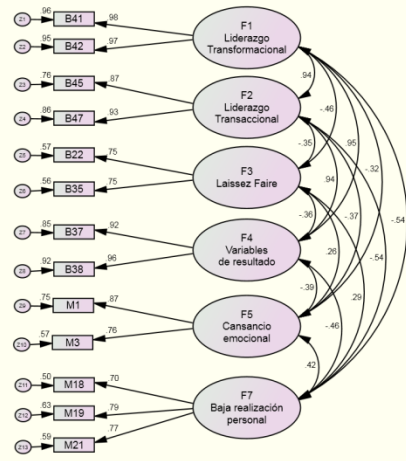 Z1 .96 B41 .98
Z2 .95 B42 .97
F1
Liderazgo
Transformacional
.94
Z3 .76 B45 .87
Z4 .86 B47 .93
F2
Liderazgo
Transaccional
-.46
-.35
.95
-.32
-.54
Z5 .57 B22 .75
Z6 .56 B35 .75
F3
Laissez Faire
.94
-.36
-.37
-.54
Z7 .85 B37 .92
Z8 .92 B38 .96
F4
Variables
de resultado
.26
-.39
.29
Z9 .75 M1 .87
Z10 .57 M3 .76
F5
Cansancio
emocional
-.46
.42
Z11 .50 M18 .70
Z12 .63 M19 .79
Z13 .59 M21 .77
F7
Baja realización
personal